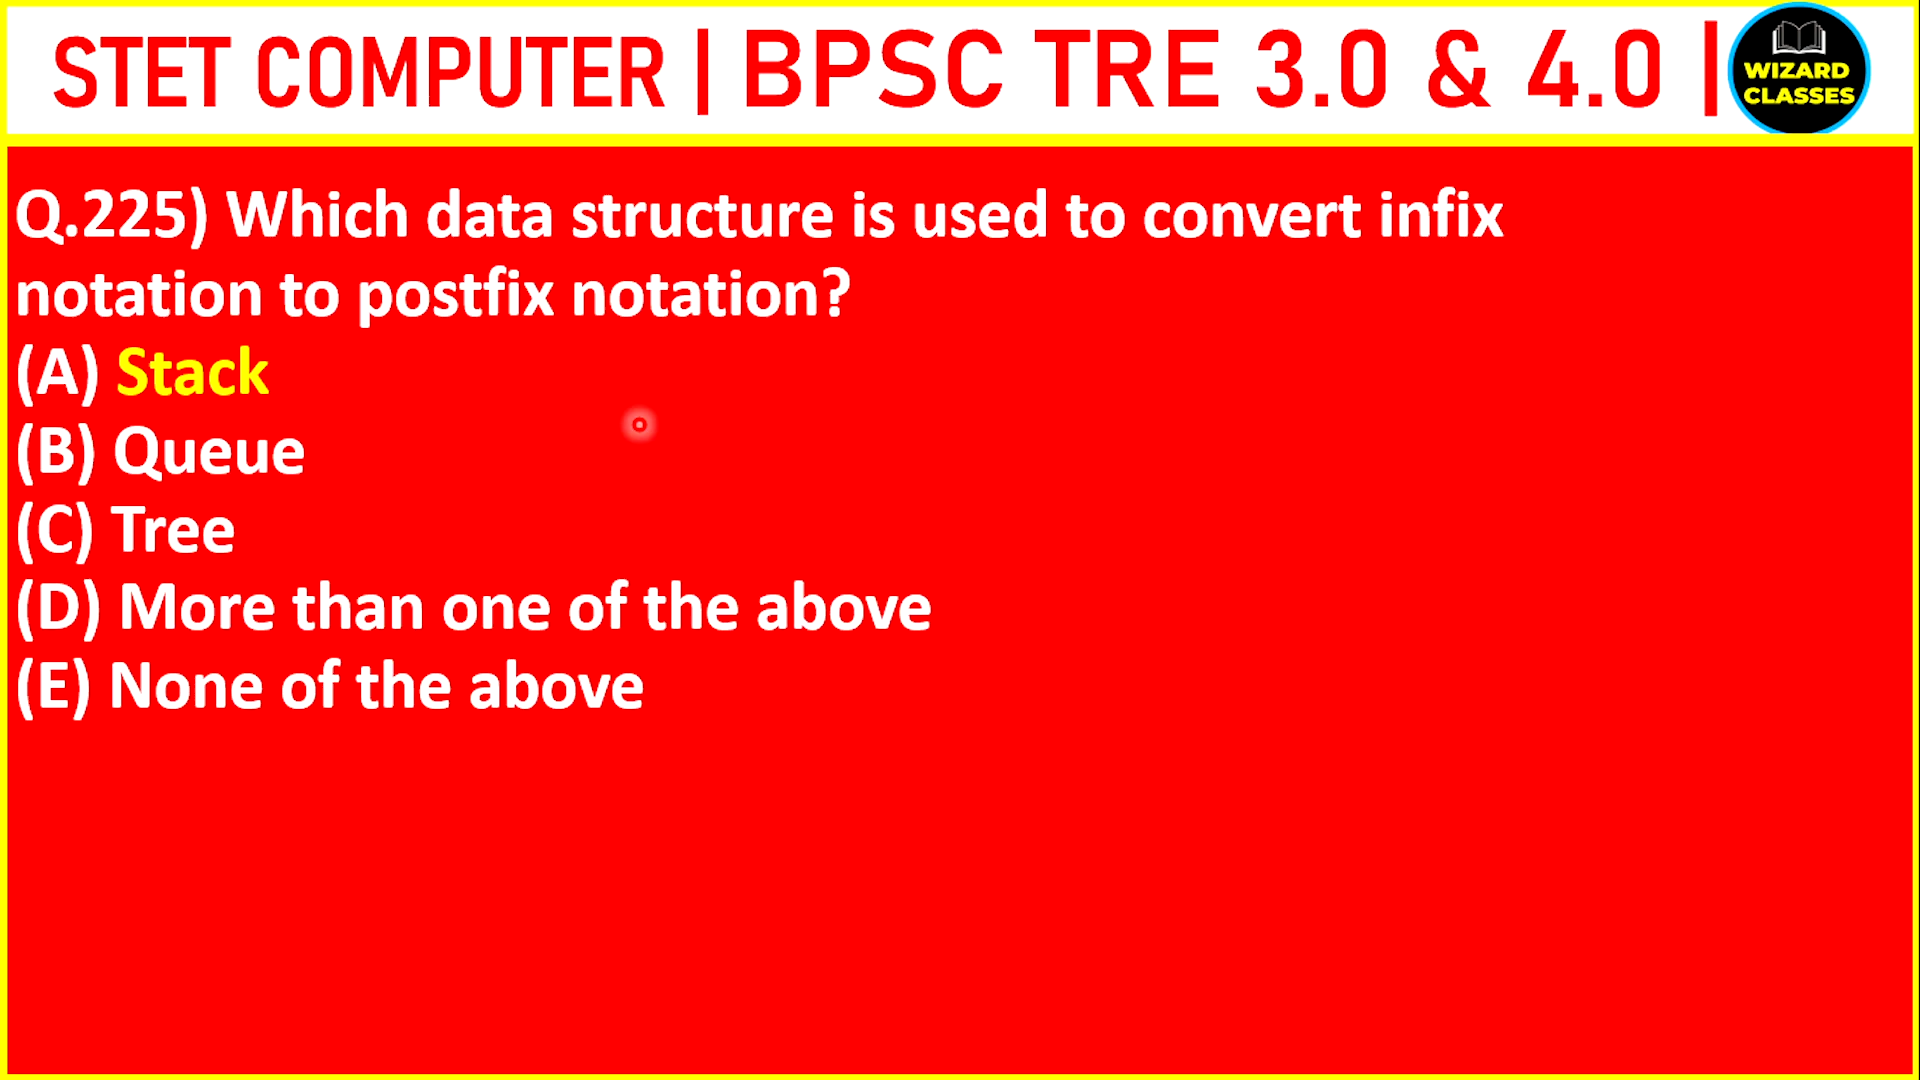 STET COMPUTER | BPSC TRE 3.0 & 4.0 |
WIZARD
CLASSES
Q.225) Which data structure is used to convert infix
notation to postfix notation?
(A) Stack
(B) Queue
(C) Tree
(D) More than one of the above
(E) None of the above